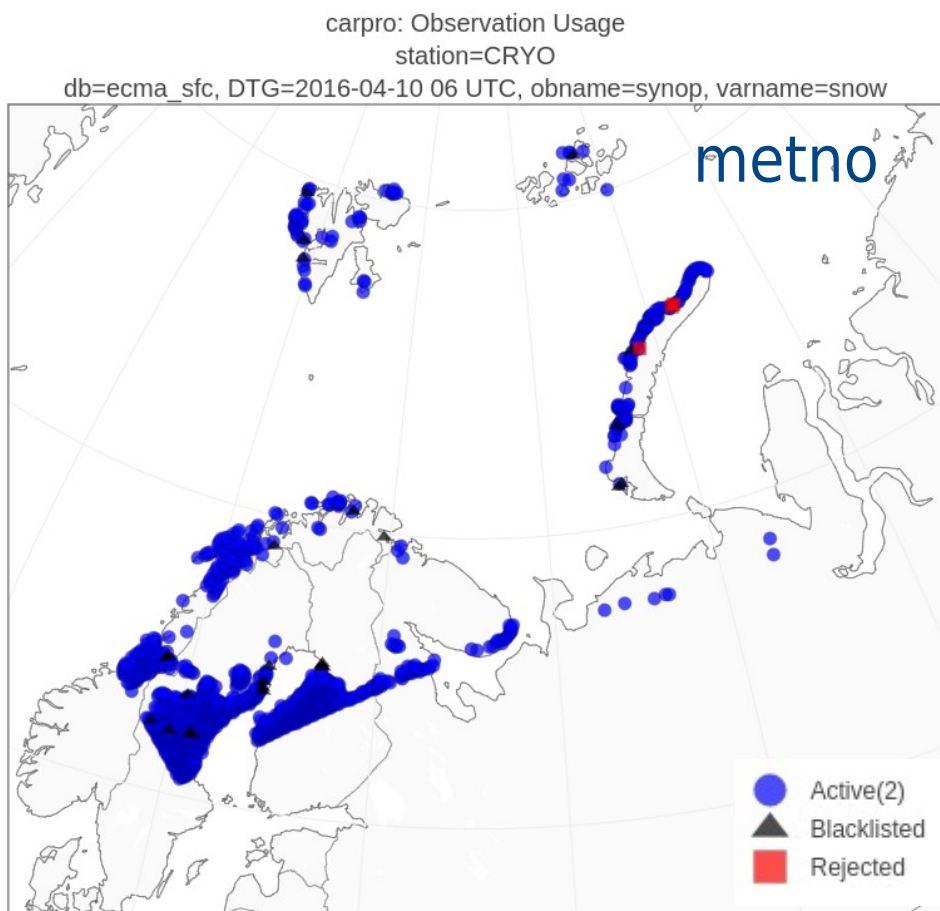 carpro: Observation Usage
station=CRYO
db=ecma_sfc, DTG=2016-04-10 06 UTC, obname=synop, varname=snow
metno
Active(2)
Blacklisted
Rejected